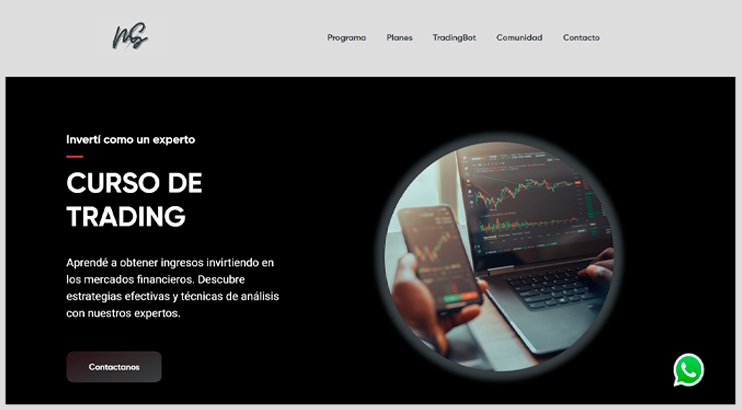 MG
Programa Planes TradingBot Comunidad Contacto
Invertí como un experto
CURSO DE
TRADING
Aprendé a obtener ingresos invirtiendo en
los mercados financieros. Descubre
estrategias efectivas y técnicas de análisis
con nuestros expertos.
Contactanos